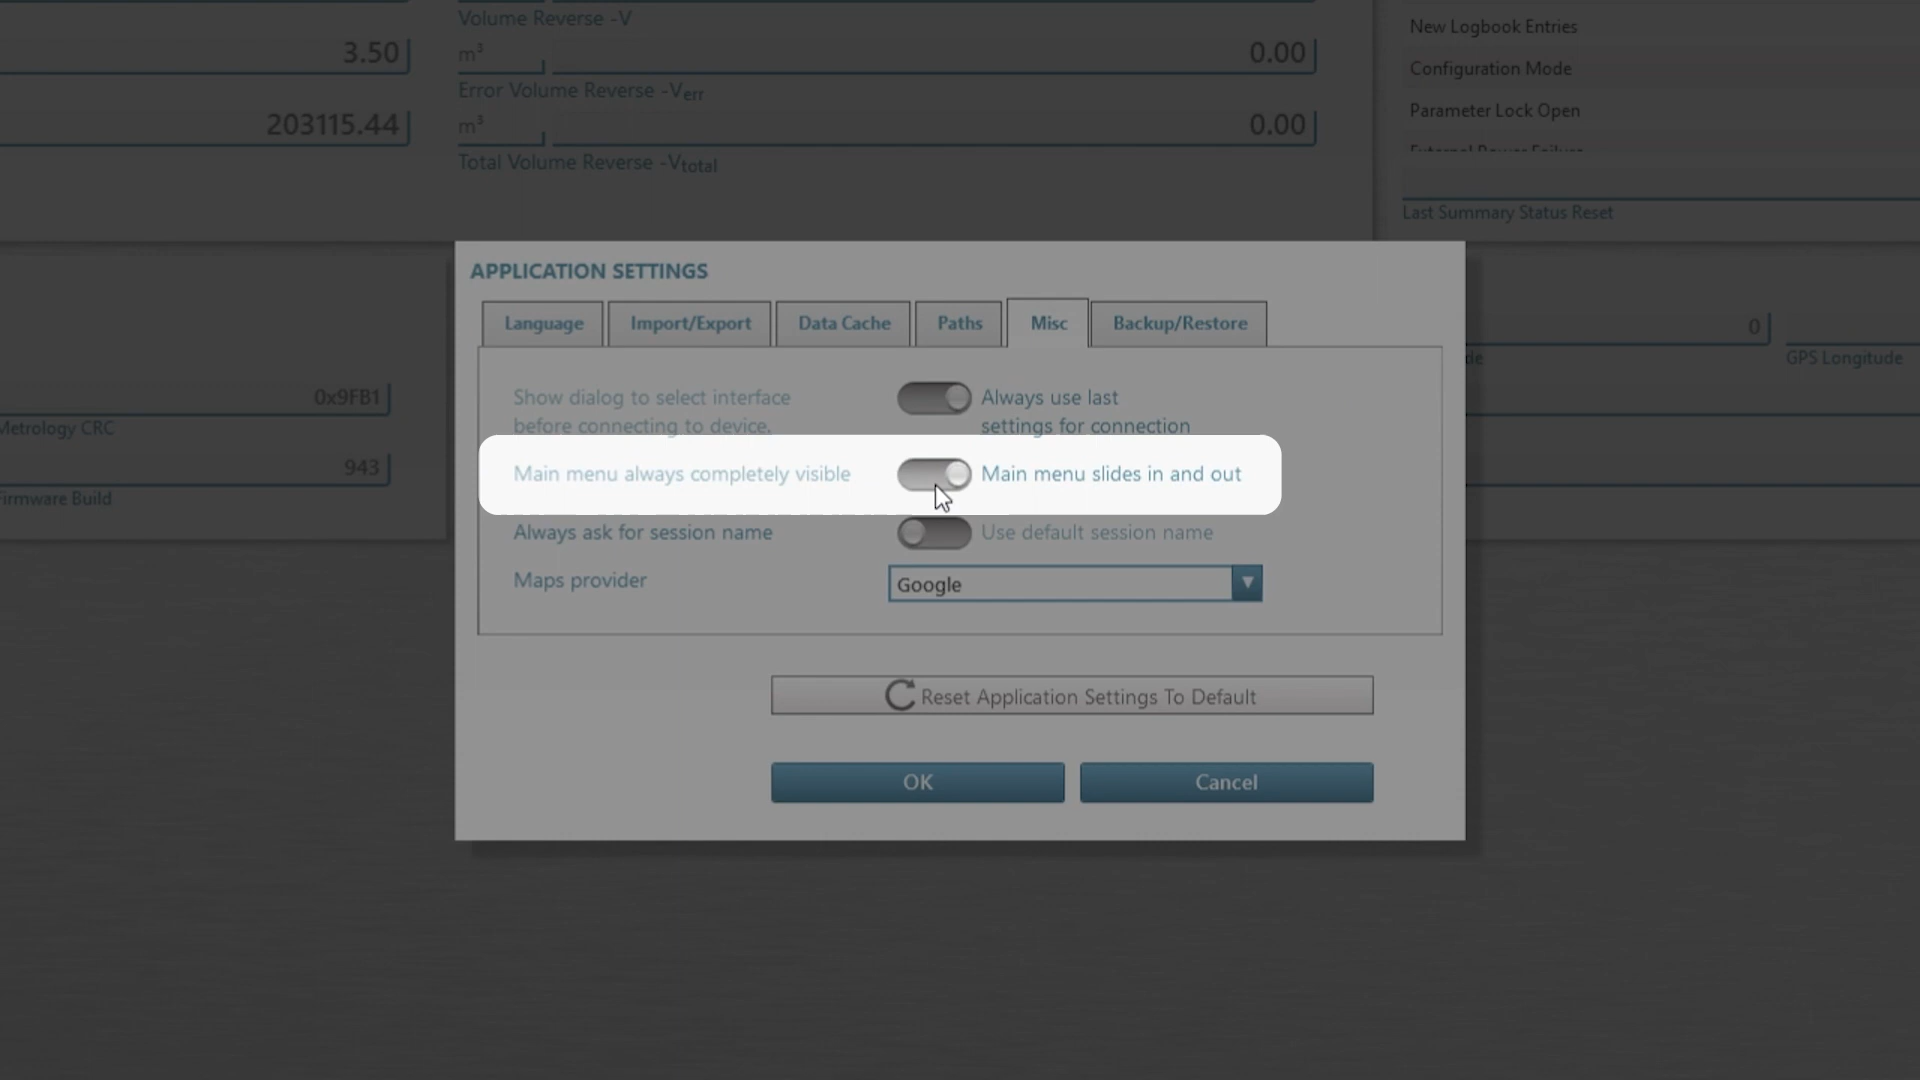 Volume Reverse -V
3.50
m³
0.00
Error Volume Reverse -Verr
203115.44
m³
0.00
Total Volume Reverse -Vtotal
New Logbook Entries
Configuration Mode
Parameter Lock Open
External Power Failure
Last Summary Status Reset
APPLICATION SETTINGS
Language
Import/Export
Data Cache
Paths
Misc
Backup/Restore
Show dialog to select interface
before connecting to device.
Always use last
settings for connection
Main menu always completely visible
Main menu slides in and out
Always ask for session name
Use default session name
Maps provider
Google
Reset Application Settings To Default
OK
Cancel
0x9FB1
Metrology CRC
943
Firmware Build
0
GPS Longitude